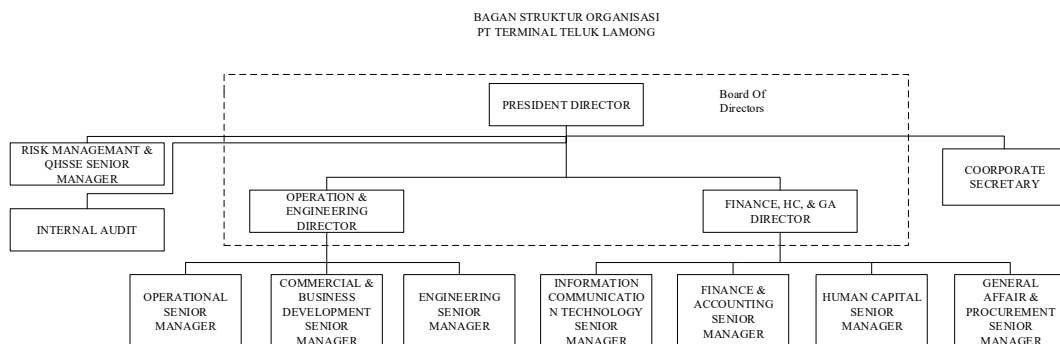 BAGAN STRUKTUR ORGANISASI
PT TERMINAL TELUK LAMONG
Board Of
Directors
PRESIDENT DIRECTOR
RISK MANAGEMANT &
QHSSE SENIOR
MANAGER
COORPORATE
SECRETARY
INTERNAL AUDIT
OPERATION &
ENGINEERING
DIRECTOR
FINANCE, HC, & GA
DIRECTOR
OPERATIONAL
SENIOR
MANAGER
COMMERCIAL &
BUSINESS
DEVELOPMENT
SENIOR
MANAGER
ENGINEERING
SENIOR
MANAGER
INFORMATION
COMMUNICATIO
N TECHNOLOGY
SENIOR
MANAGER
FINANCE &
ACCOUNTING
SENIOR
MANAGER
HUMAN CAPITAL
SENIOR
MANAGER
GENERAL
AFFAIR &
PROCUREMENT
SENIOR
MANAGER